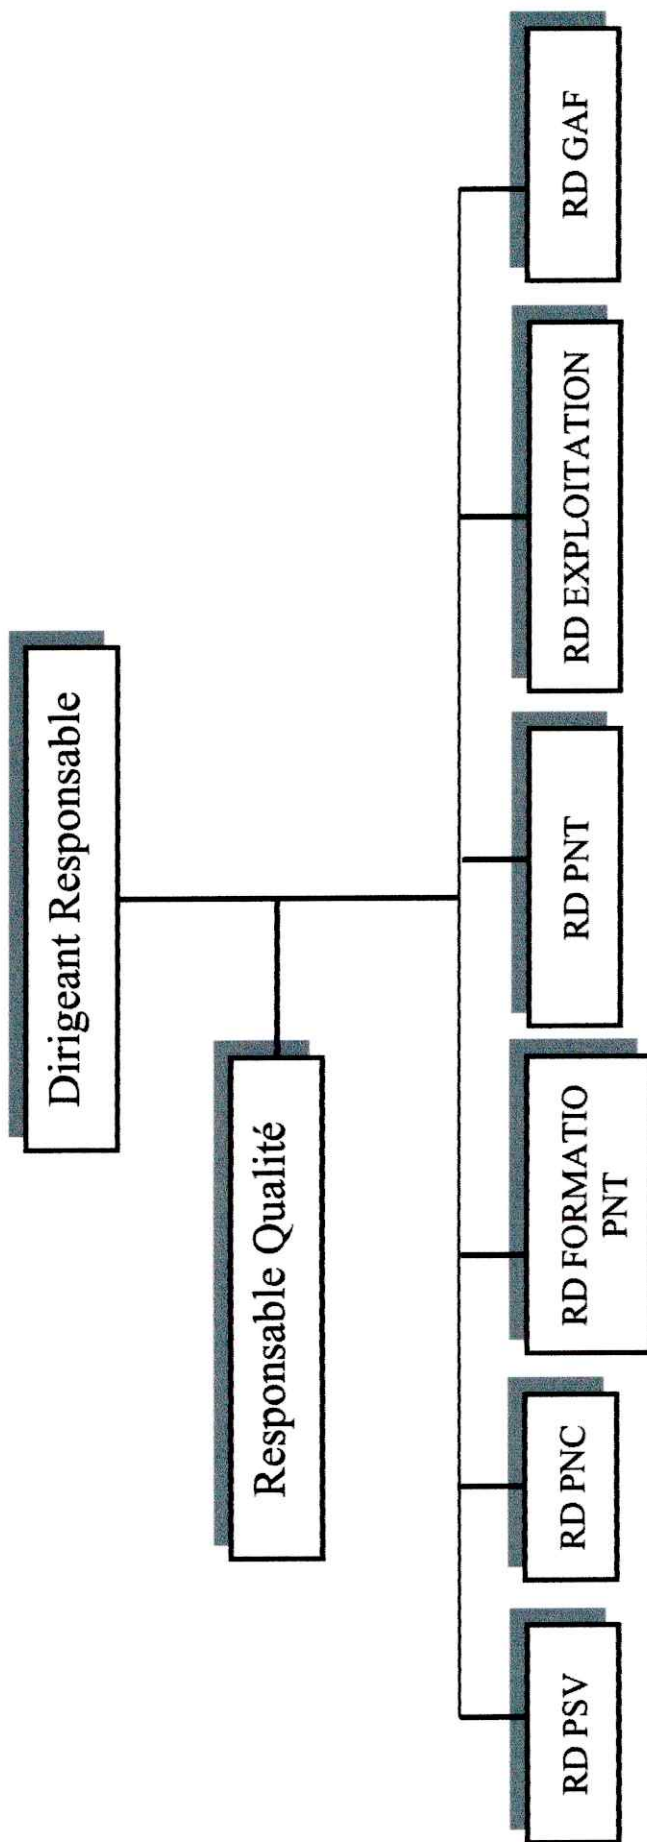 Dirigeant Responsable
Responsable Qualité
RD PSV
RD PNC
RD FORMATIO
PNT
RD PNT
RD EXPLOITATION
RD GAF